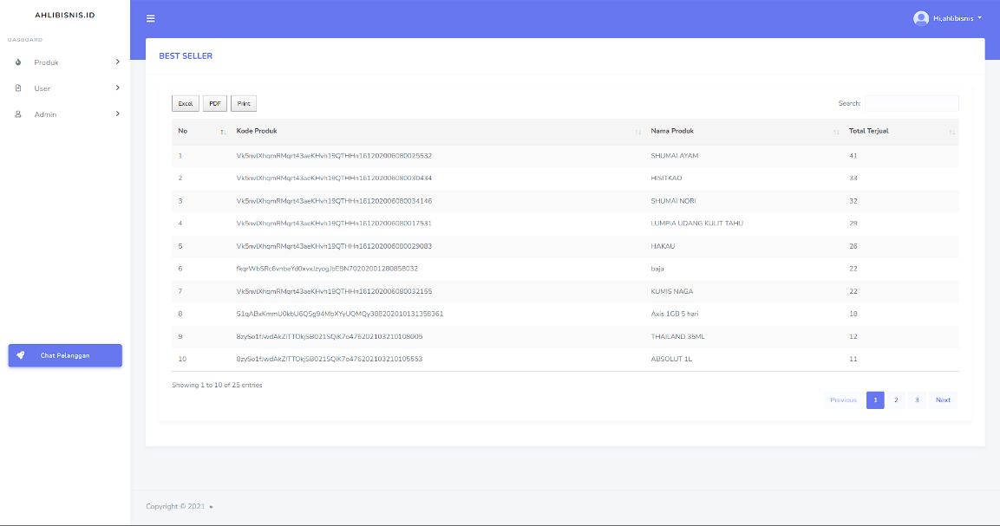 AHLIBISNIS.ID
Hi,ahlibisnis
DASBOARD
Produk
User
Admin
Chat Pelanggan
BEST SELLER
Excel PDF Print Search:
No Kode Produk Nama Produk Total Terjual
1 Vk5nvlXhqmRMqrt43aeKHvh19QTHHn161202006080025532 SHUMAI AYAM 41
2 Vk5nvlXhqmRMqrt43aeKHvh19QTHHn161202006080030434 HISITKAO 33
3 Vk5nvlXhqmRMqrt43aeKHvh19QTHHn161202006080034146 SHUMAI NORI 32
4 Vk5nvlXhqmRMqrt43aeKHvh19QTHHn161202006080017531 LUMPIA UDANG KULIT TAHU 29
5 Vk5nvlXhqmRMqrt43aeKHvh19QTHHn161202006080029083 HAKAU 26
6 fkqrWbSRc6vnbeYd0xvxJzyogJbEBN70202001280858032 baju 22
7 Vk5nvlXhqmRMqrt43aeKHvh19QTHHn161202006080032155 KUMIS NAGA 22
8 S1qABxKmmU0kbU6QSg94MbXYyUQMQy388202010131358361 Axis 1GB 5 hari 18
9 8zySo1fJwdAkZITTOkjSB021SQiK7o476202103210108005 THAILAND 35ML 12
10 8zySo1fJwdAkZITTOkjSB021SQiK7o476202103210105553 ABSOLUT 1L 11
Showing 1 to 10 of 25 entries
Previous 1 2 3 Next
Copyright © 2021 •